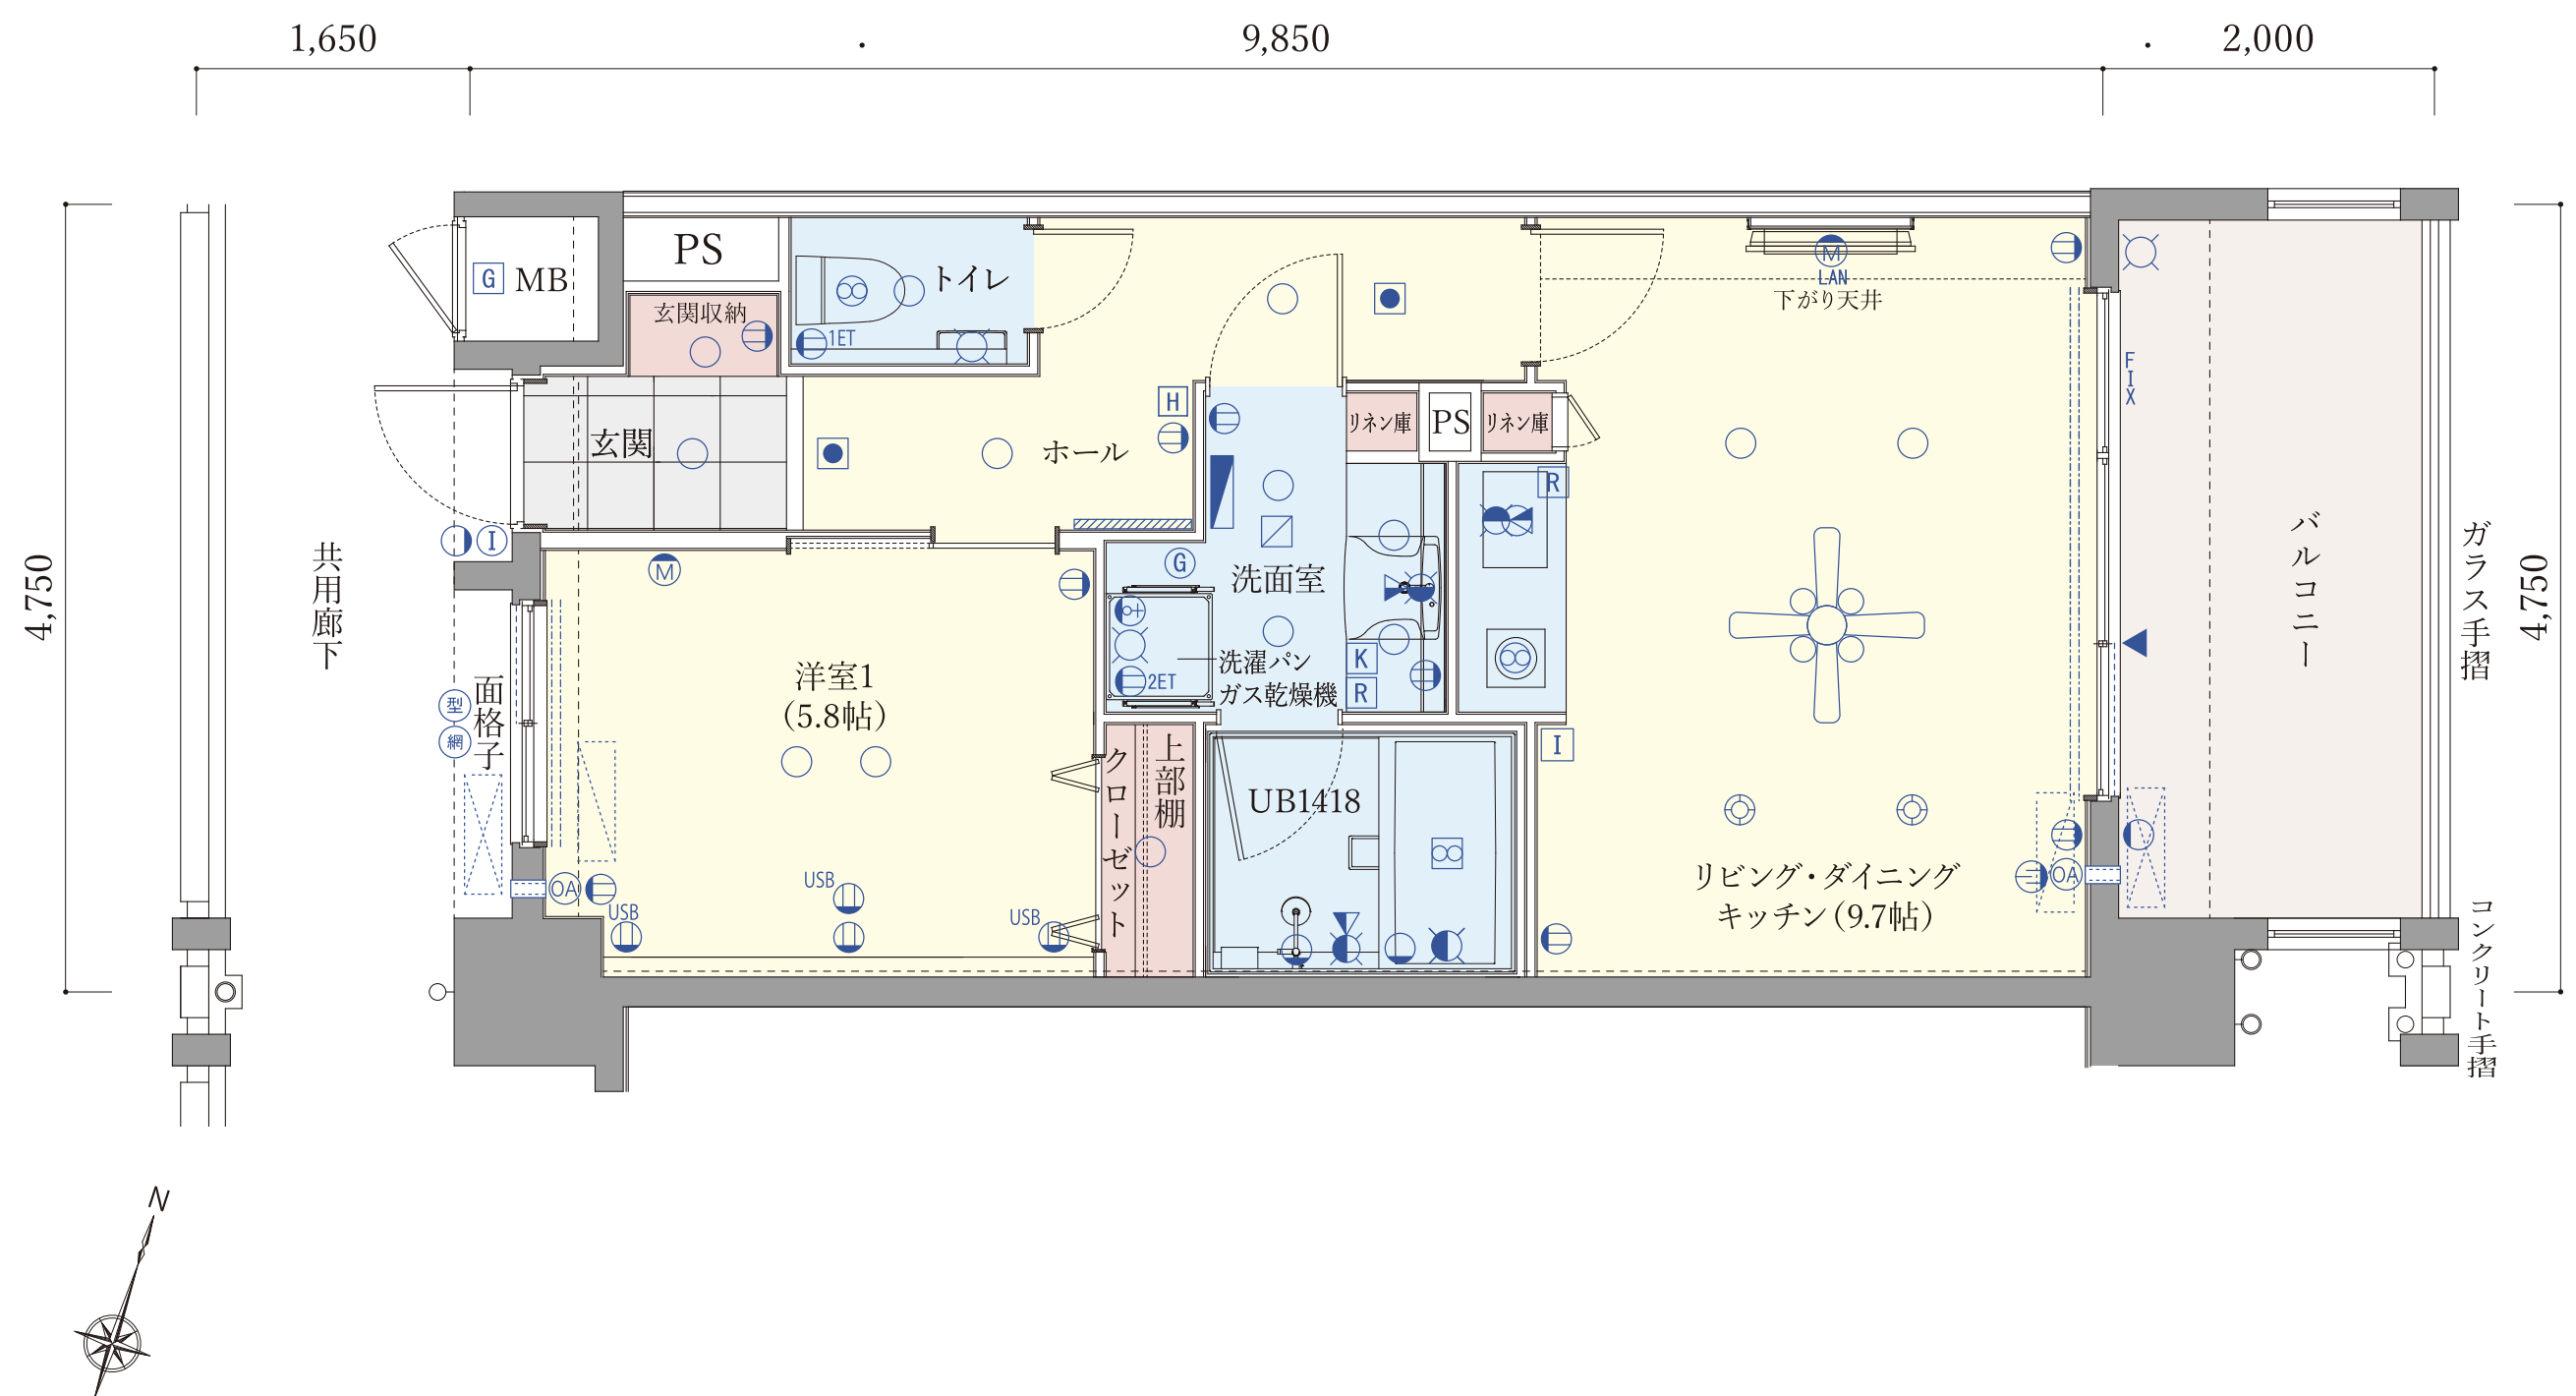 1,650
9,850
2,000
4,750
4,750
PS
G
MB
トイレ
玄関収納
1ET
M
LAN
下がり天井
FIX
H
リネン庫
PS
リネン庫
玄関
ホール
R
I
共用廊下
M
G
洗面室
バルコニー
ガラス手摺
面格子
型
網
洋室1
(5.8帖)
洗濯パン
ガス乾燥機
2ET
K
R
I
クローゼット
上部棚
UB1418
OA
USB
USB
USB
リビング・ダイニング
キッチン(9.7帖)
OA
コンクリート手摺
N